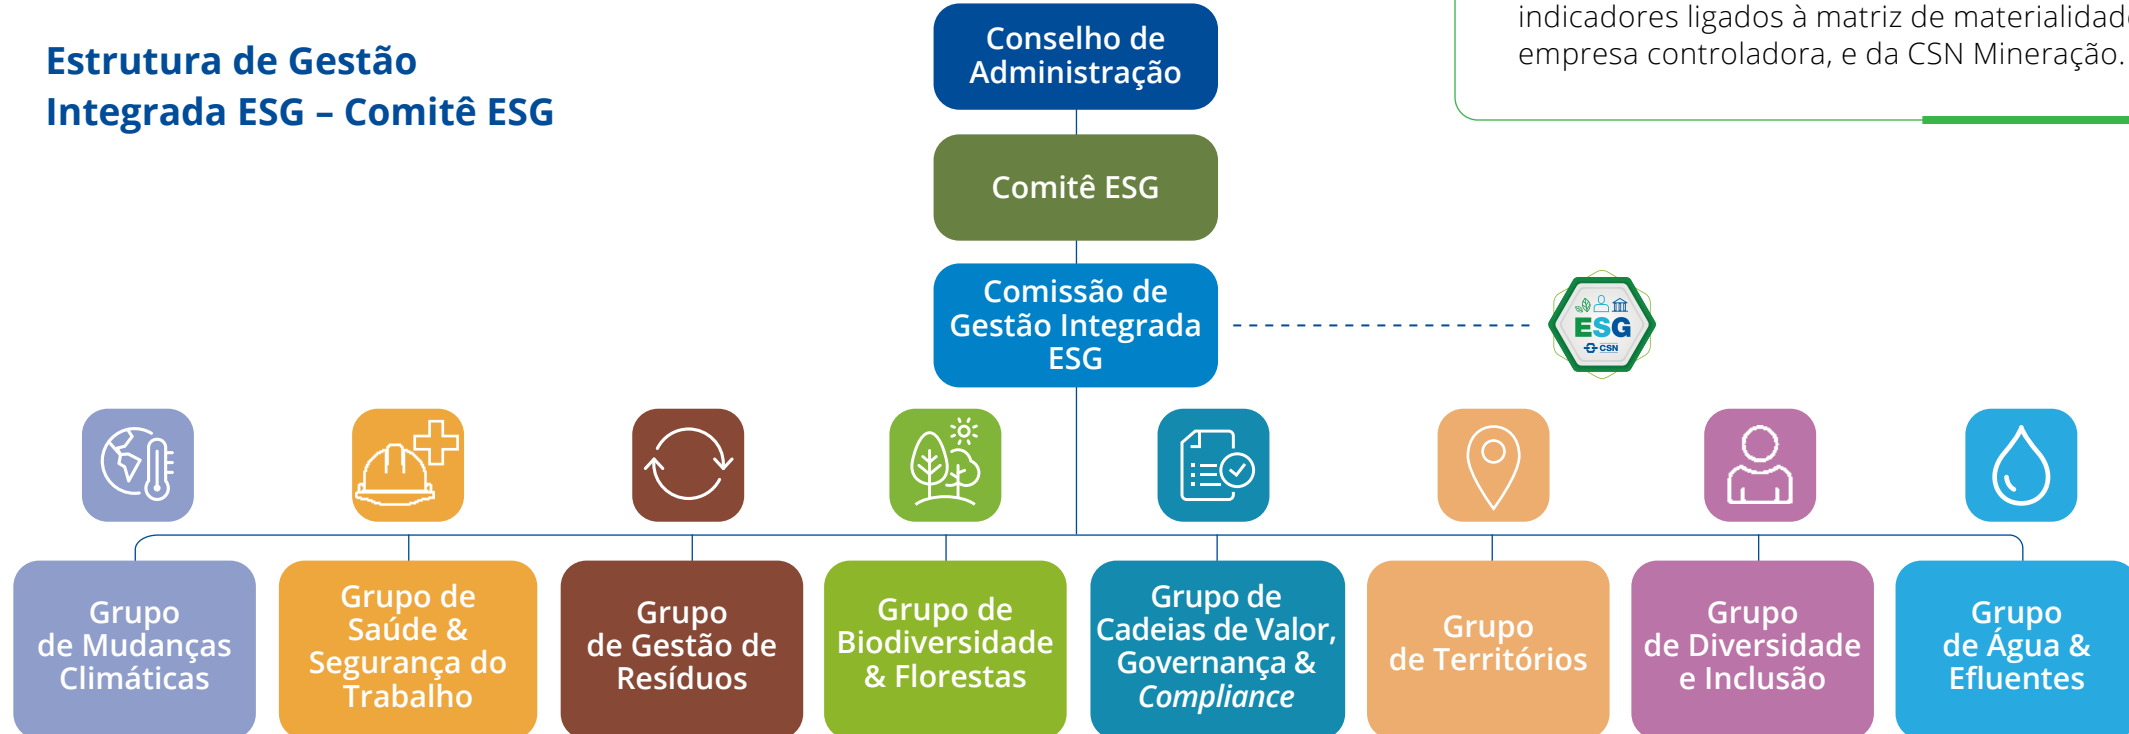 indicadores ligados à matriz de materialidade
empresa controladora, e da CSN Mineração.
Estrutura de Gestão
Integrada ESG – Comitê ESG
Conselho de
Administração
Comitê ESG
Comissão de
Gestão Integrada
ESG
ESG
CSN
Grupo
de Mudanças
Climáticas
Grupo de
Saúde &
Segurança do
Trabalho
Grupo
de Gestão de
Resíduos
Grupo de
Biodiversidade
& Florestas
Grupo de
Cadeias de Valor,
Governança &
Compliance
Grupo
de Territórios
Grupo
de Diversidade
e Inclusão
Grupo
de Água &
Efluentes